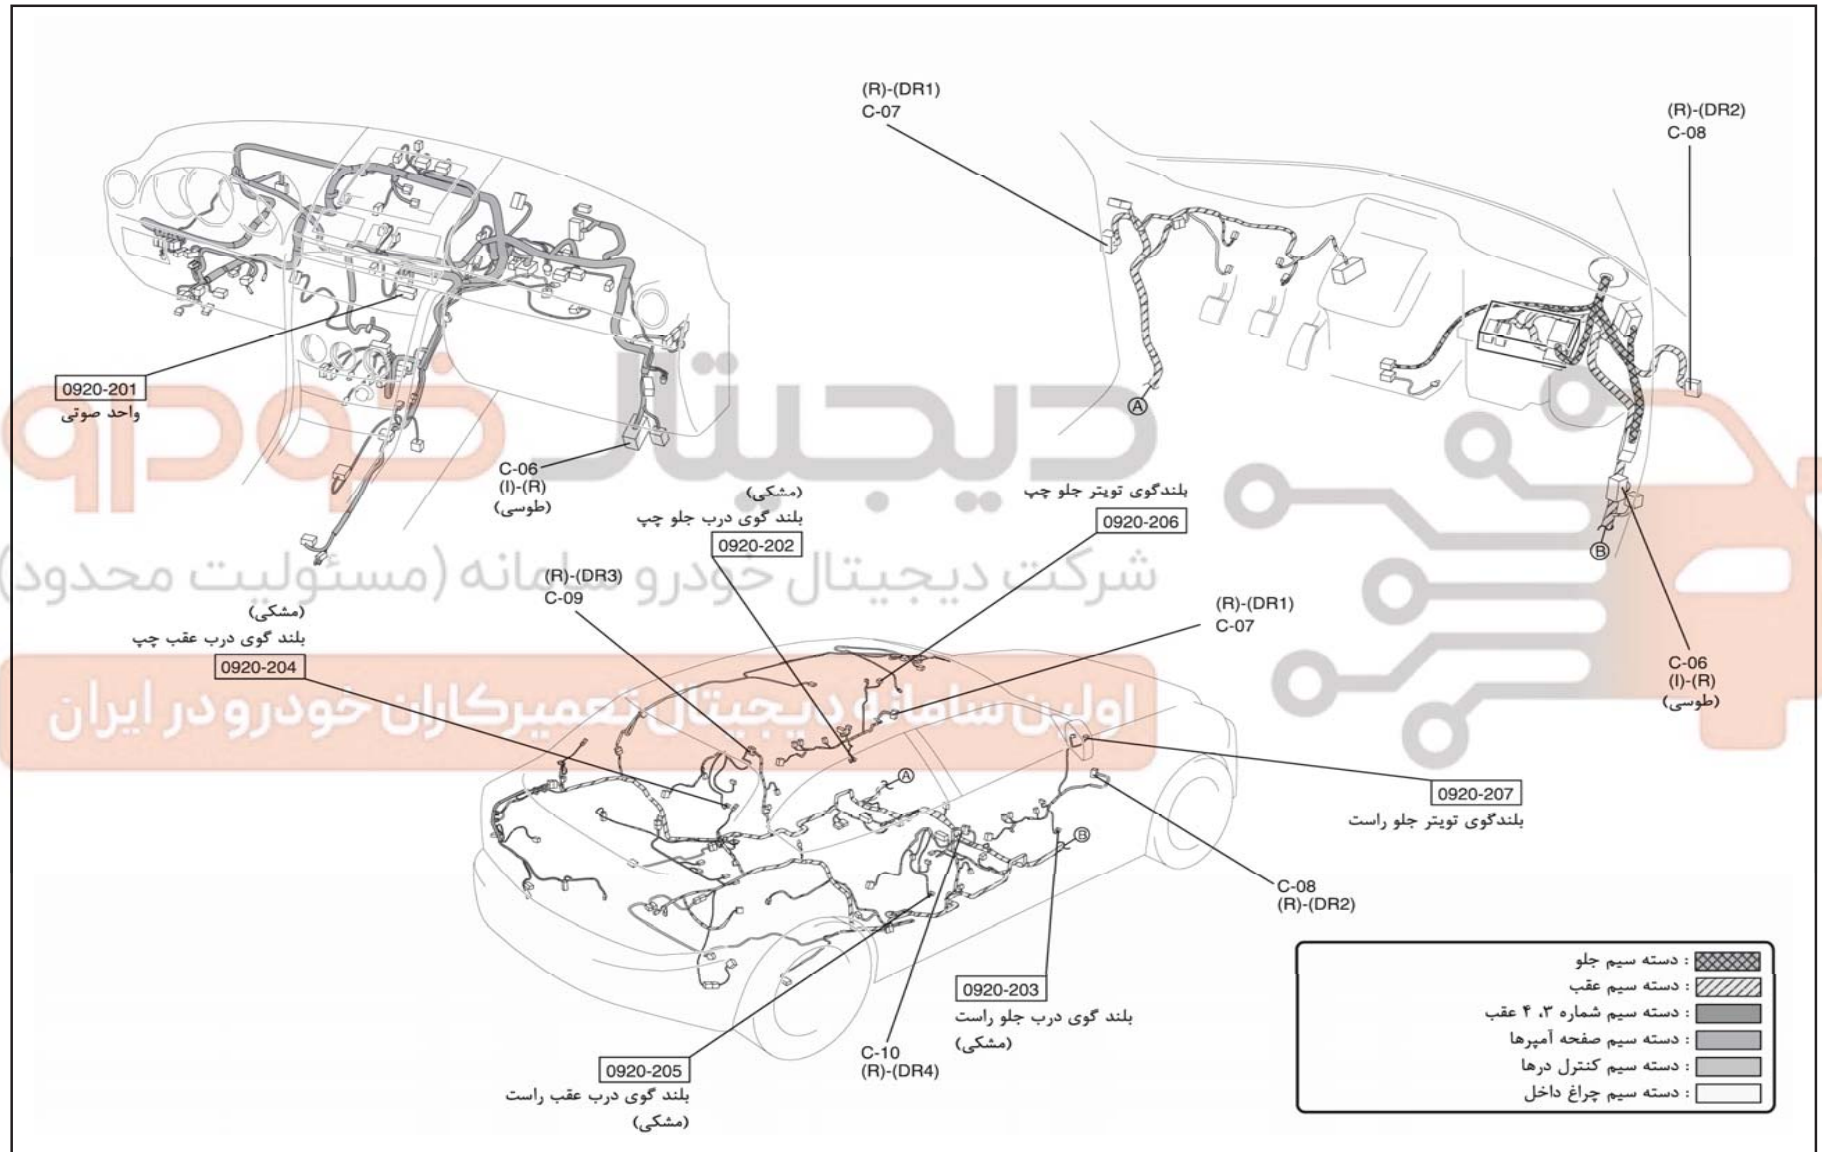 (R)-(DR1)
C-07
(R)-(DR2)
C-08
0920-201
واحد صوتی
C-06
(I)-(R)
(طوسی)
A
B
C-06
(I)-(R)
(طوسی)
دیجیتال خودرو
شرکت دیجیتال خودرو سامانه (مسئولیت محدود)
اولین سامانه دیجیتال تعمیرکاران خودرو در ایران
(مشکی)
بلند گوی درب جلو چپ
0920-202
بلندگوی تویتر جلو چپ
0920-206
(R)-(DR3)
C-09
(مشکی)
بلند گوی درب عقب چپ
0920-204
(R)-(DR1)
C-07
A
B
0920-207
بلندگوی تویتر جلو راست
C-08
(R)-(DR2)
0920-203
بلند گوی درب جلو راست
(مشکی)
C-10
(R)-(DR4)
0920-205
بلند گوی درب عقب راست
(مشکی)
: دسته سیم جلو
: دسته سیم عقب
: دسته سیم شماره ۳، ۴ عقب
: دسته سیم صفحه آمپرها
: دسته سیم کنترل درها
: دسته سیم چراغ داخل